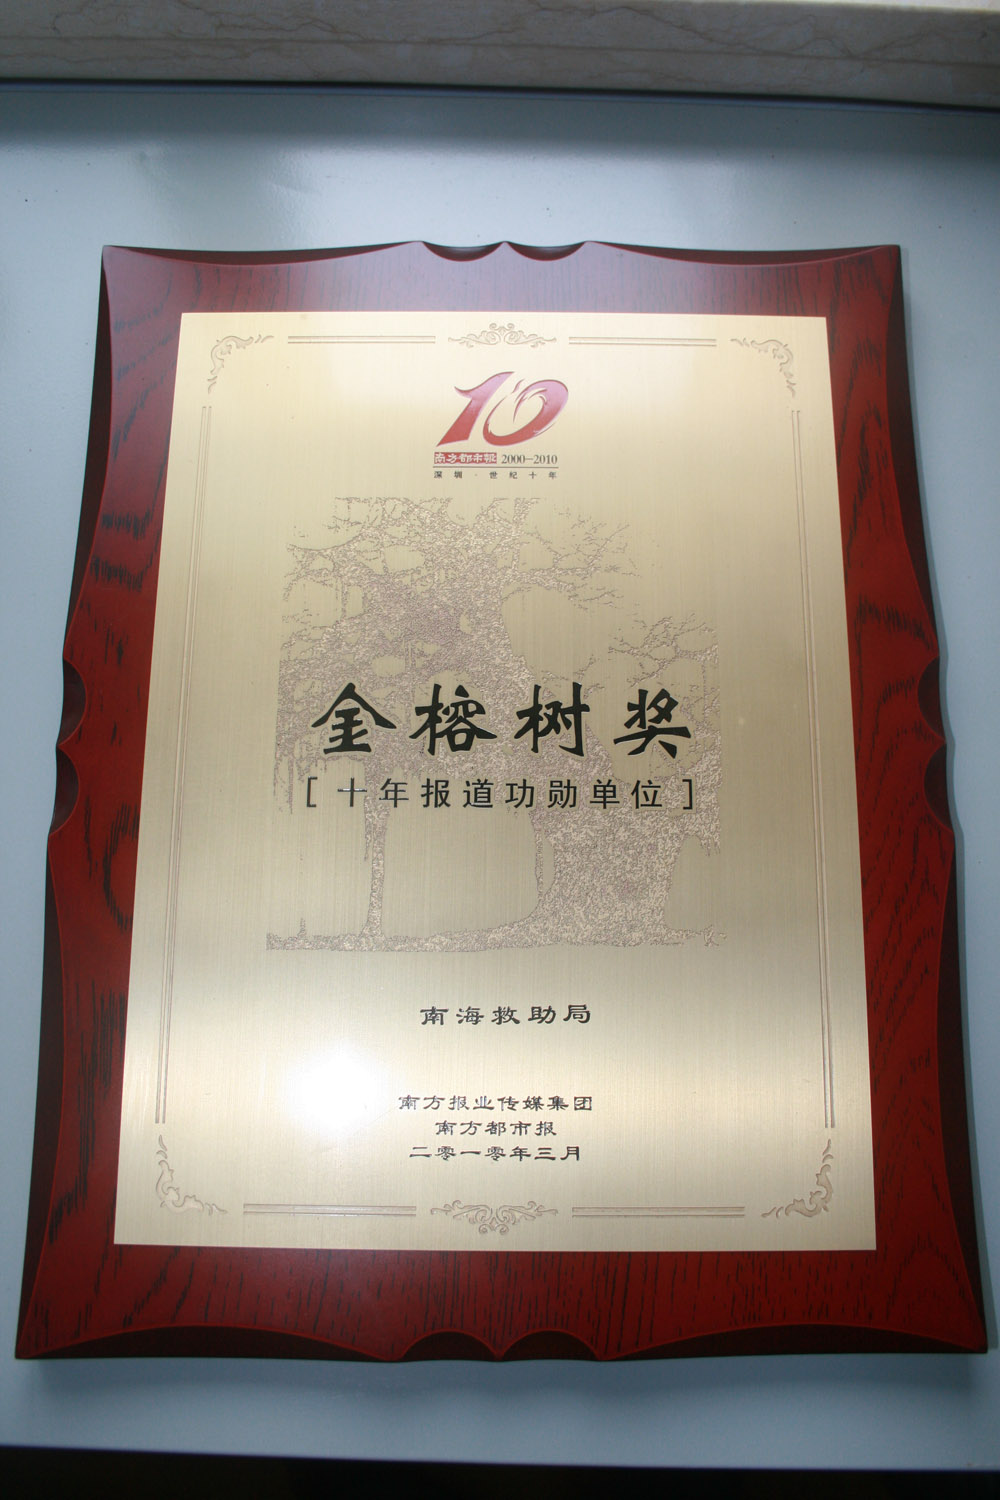 10
南方都市报 2000-2010
深圳·世纪十年
金榕树奖
[十年报道功勋单位]
南海救助局
南方报业传媒集团
南方都市报
二零一零年三月